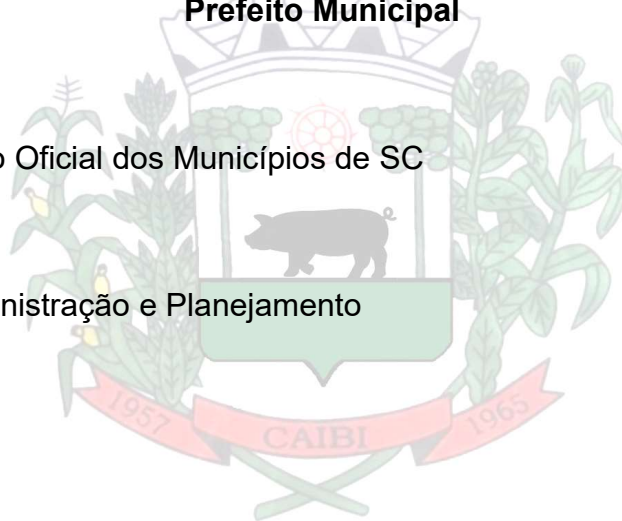 Prefeito Municipal
o Oficial dos Municípios de SC
nistração e Planejamento
1957 CAIBI 1965